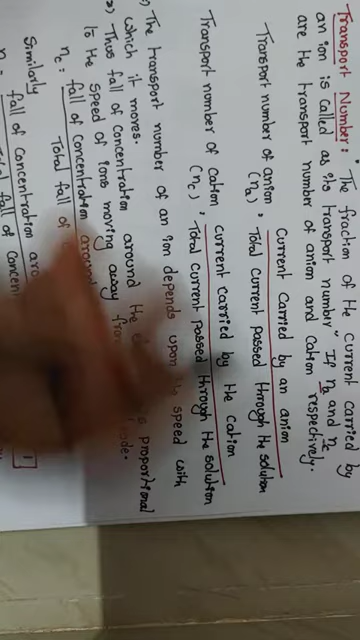 Transport Number: "The fraction of the current carried by
an ion is called as its transport number" If na and nc
are the transport number of anion and cation respectively.
Transport number of anion Current carried by an anion
(na) = Total current passed through the solution
Transport number of cation current carried by the cation
(nc) = Total current passed through the solution
The transport number of an ion depends upon the speed with
which it moves.
2) Thus fall of concentration around the proportional
to the speed of ions moving away from
nc = fall of concentration around
Total fall of
Similarly
fall of concentration
fall of